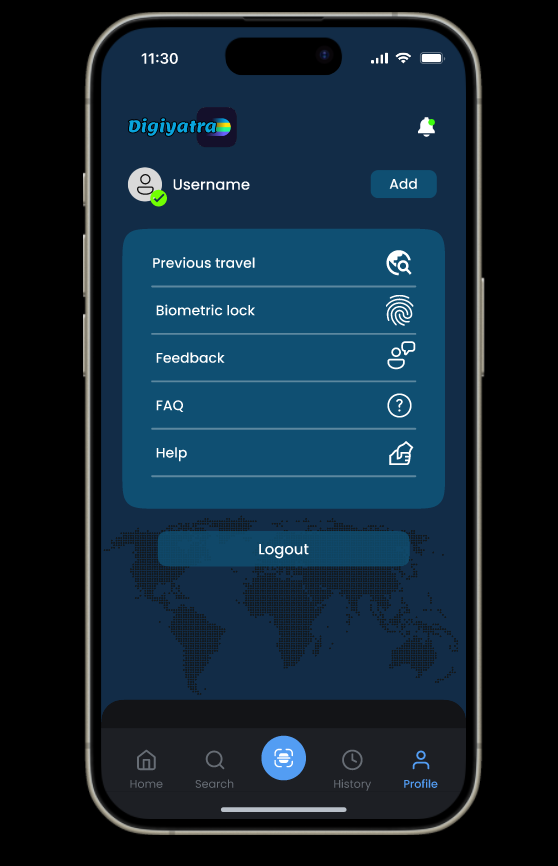 11:30
Digiyatra
Username
Add
Previous travel
Biometric lock
Feedback
FAQ
?
Help
Logout
Home
Search
History
Profile